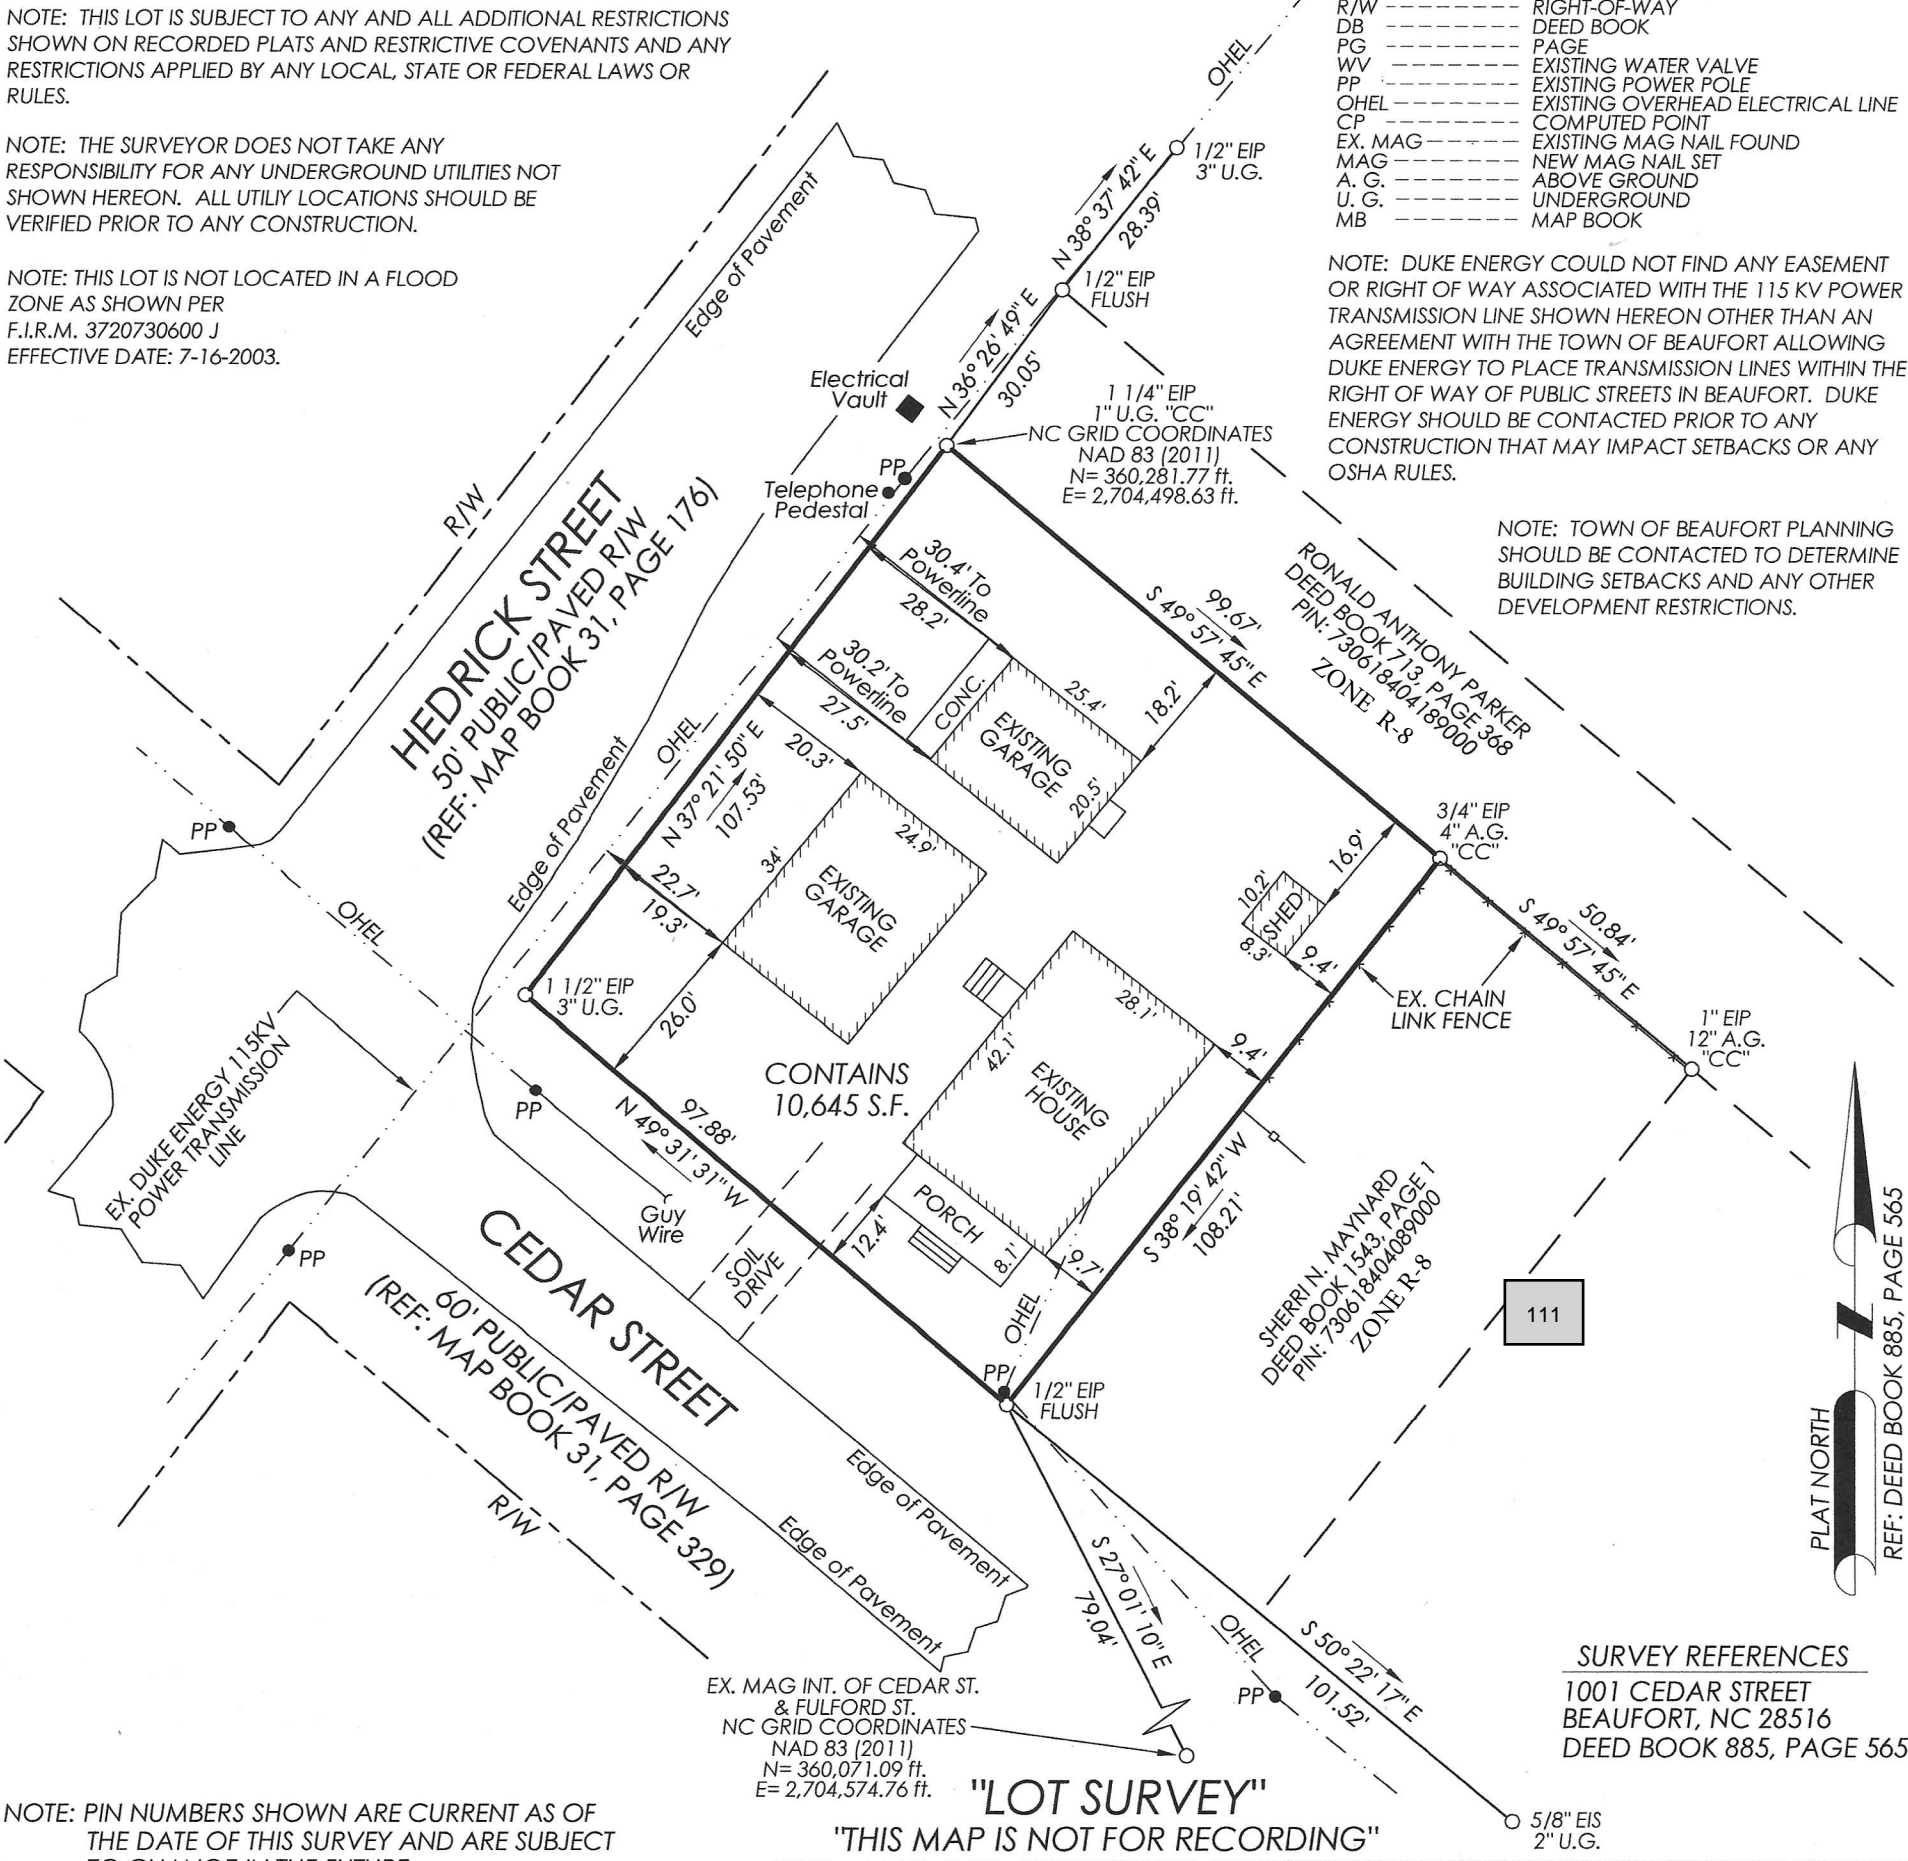 NOTE: THIS LOT IS SUBJECT TO ANY AND ALL ADDITIONAL RESTRICTIONS
SHOWN ON RECORDED PLATS AND RESTRICTIVE COVENANTS AND ANY
RESTRICTIONS APPLIED BY ANY LOCAL, STATE OR FEDERAL LAWS OR
RULES.
NOTE: THE SURVEYOR DOES NOT TAKE ANY
RESPONSIBILITY FOR ANY UNDERGROUND UTILITIES NOT
SHOWN HEREON. ALL UTILIY LOCATIONS SHOULD BE
VERIFIED PRIOR TO ANY CONSTRUCTION.
NOTE: THIS LOT IS NOT LOCATED IN A FLOOD
ZONE AS SHOWN PER
F.I.R.M. 3720730600 J
EFFECTIVE DATE: 7-16-2003.
R/W -------- RIGHT-OF-WAY
DB -------- DEED BOOK
PG -------- PAGE
WV -------- EXISTING WATER VALVE
PP -------- EXISTING POWER POLE
OHEL -------- EXISTING OVERHEAD ELECTRICAL LINE
CP -------- COMPUTED POINT
EX. MAG ------ EXISTING MAG NAIL FOUND
MAG -------- NEW MAG NAIL SET
A. G. -------- ABOVE GROUND
U. G. -------- UNDERGROUND
MB -------- MAP BOOK
NOTE: DUKE ENERGY COULD NOT FIND ANY EASEMENT
OR RIGHT OF WAY ASSOCIATED WITH THE 115 KV POWER
TRANSMISSION LINE SHOWN HEREON OTHER THAN AN
AGREEMENT WITH THE TOWN OF BEAUFORT ALLOWING
DUKE ENERGY TO PLACE TRANSMISSION LINES WITHIN THE
RIGHT OF WAY OF PUBLIC STREETS IN BEAUFORT. DUKE
ENERGY SHOULD BE CONTACTED PRIOR TO ANY
CONSTRUCTION THAT MAY IMPACT SETBACKS OR ANY
OSHA RULES.
NOTE: TOWN OF BEAUFORT PLANNING
SHOULD BE CONTACTED TO DETERMINE
BUILDING SETBACKS AND ANY OTHER
DEVELOPMENT RESTRICTIONS.
OHEL
1/2" EIP
3" U.G.
N 38° 37' 42" E
28.39'
1/2" EIP
FLUSH
N 36° 26' 49" E
30.05'
Edge of Pavement
Electrical
Vault
1 1/4" EIP
1" U.G. "CC"
NC GRID COORDINATES
NAD 83 (2011)
N= 360,281.77 ft.
E= 2,704,498.63 ft.
PP
Telephone
Pedestal
R/W
HEDRICK STREET
50' PUBLIC/PAVED R/W
(REF: MAP BOOK 31, PAGE 176)
30.4' To
Powerline
28.2'
30.2' To
Powerline
27.5'
CONC.
EXISTING
GARAGE
25.4'
20.5'
18.2'
99.67'
S 49° 57' 45" E
RONALD ANTHONY PARKER
DEED BOOK 713, PAGE 368
PIN: 730618404189000
ZONE R-8
OHEL
Edge of Pavement
N 37° 21' 50" E
107.53'
20.3'
34'
24.9'
EXISTING
GARAGE
22.7'
19.3'
26.0'
3/4" EIP
4" A.G.
"CC"
16.9'
10.2'
SHED
8.3'
9.4'
50.84'
S 49° 57' 45" E
EX. CHAIN
LINK FENCE
1" EIP
12" A.G.
"CC"
PP
OHEL
1 1/2" EIP
3" U.G.
EX. DUKE ENERGY 115KV
POWER TRANSMISSION
LINE
PP
CONTAINS
10,645 S.F.
28.1'
42.1'
EXISTING
HOUSE
9.4'
97.88'
N 49° 31' 31" W
Guy
Wire
SOIL
DRIVE
12.4'
PORCH
8.1'
9.7'
OHEL
S 38° 19' 42" W
108.21'
SHERRI N. MAYNARD
DEED BOOK 1543, PAGE 1
PIN: 730618404089000
ZONE R-8
111
PP
CEDAR STREET
60' PUBLIC/PAVED R/W
(REF: MAP BOOK 31, PAGE 329)
R/W
Edge of Pavement
Edge of Pavement
PP
1/2" EIP
FLUSH
S 27° 01' 10" E
79.04'
OHEL
PP
S 50° 22' 17" E
101.52'
PLAT NORTH
REF: DEED BOOK 885, PAGE 565
EX. MAG INT. OF CEDAR ST.
& FULFORD ST.
NC GRID COORDINATES
NAD 83 (2011)
N= 360,071.09 ft.
E= 2,704,574.76 ft.
SURVEY REFERENCES
1001 CEDAR STREET
BEAUFORT, NC 28516
DEED BOOK 885, PAGE 565
5/8" EIS
2" U.G.
"LOT SURVEY"
"THIS MAP IS NOT FOR RECORDING"
NOTE: PIN NUMBERS SHOWN ARE CURRENT AS OF
THE DATE OF THIS SURVEY AND ARE SUBJECT
TO CHANGE IN THE FUTURE